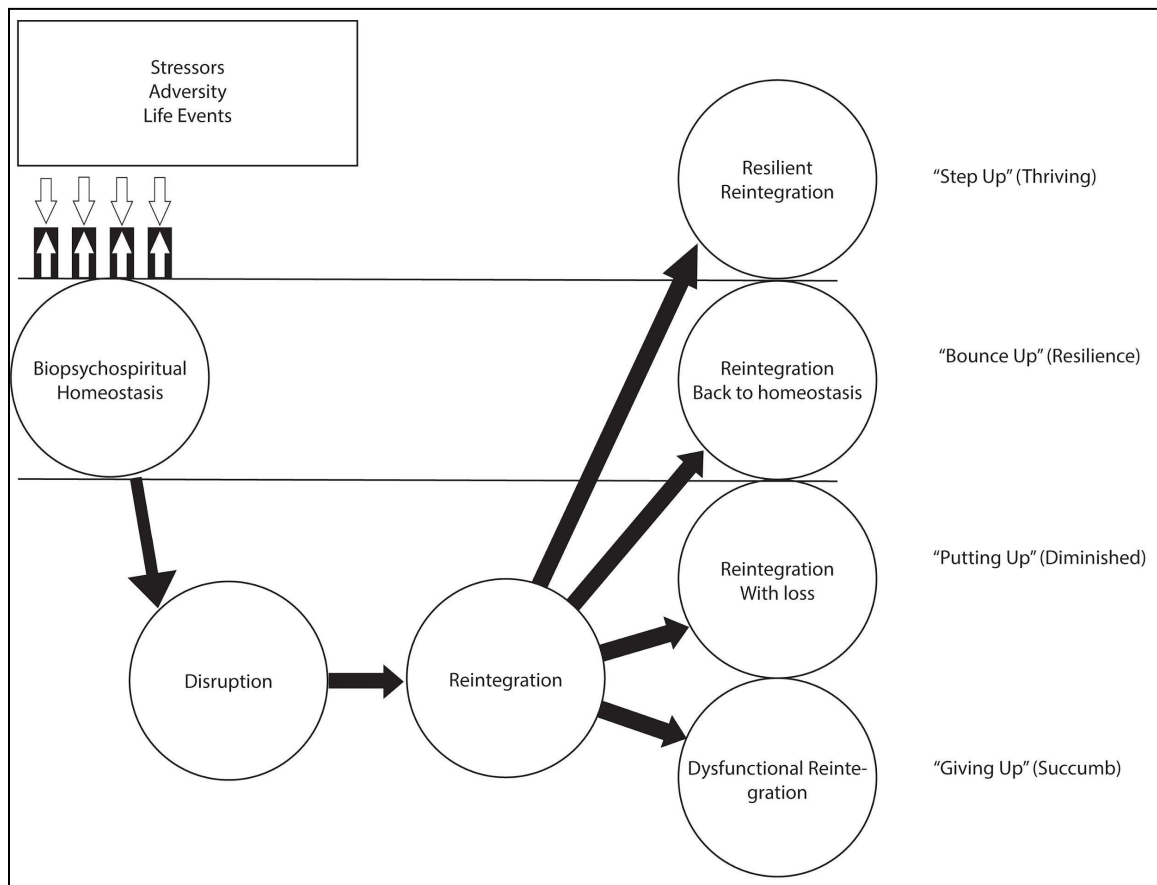 Stressors
Adversity
Life Events
Resilient
Reintegration
“Step Up” (Thriving)
Biopsychospiritual
Homeostasis
Reintegration
Back to homeostasis
“Bounce Up” (Resilience)
Reintegration
With loss
“Putting Up” (Diminished)
Disruption
Reintegration
Dysfunctional Reinte-
gration
“Giving Up” (Succumb)